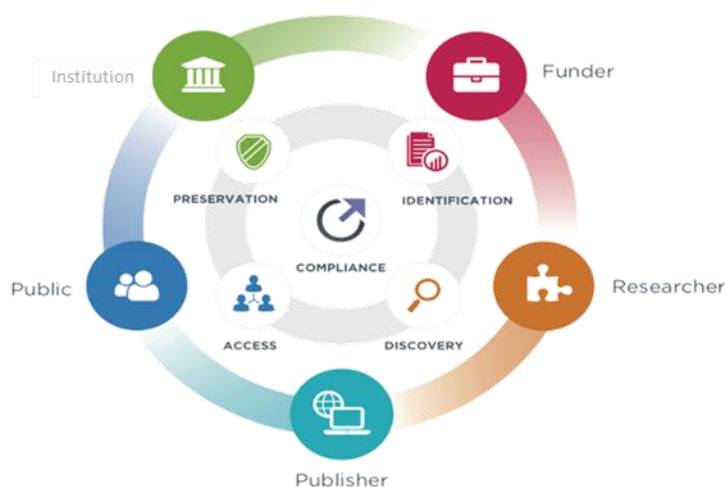 Institution
Funder
PRESERVATION
IDENTIFICATION
COMPLIANCE
Public
Researcher
ACCESS
DISCOVERY
Publisher